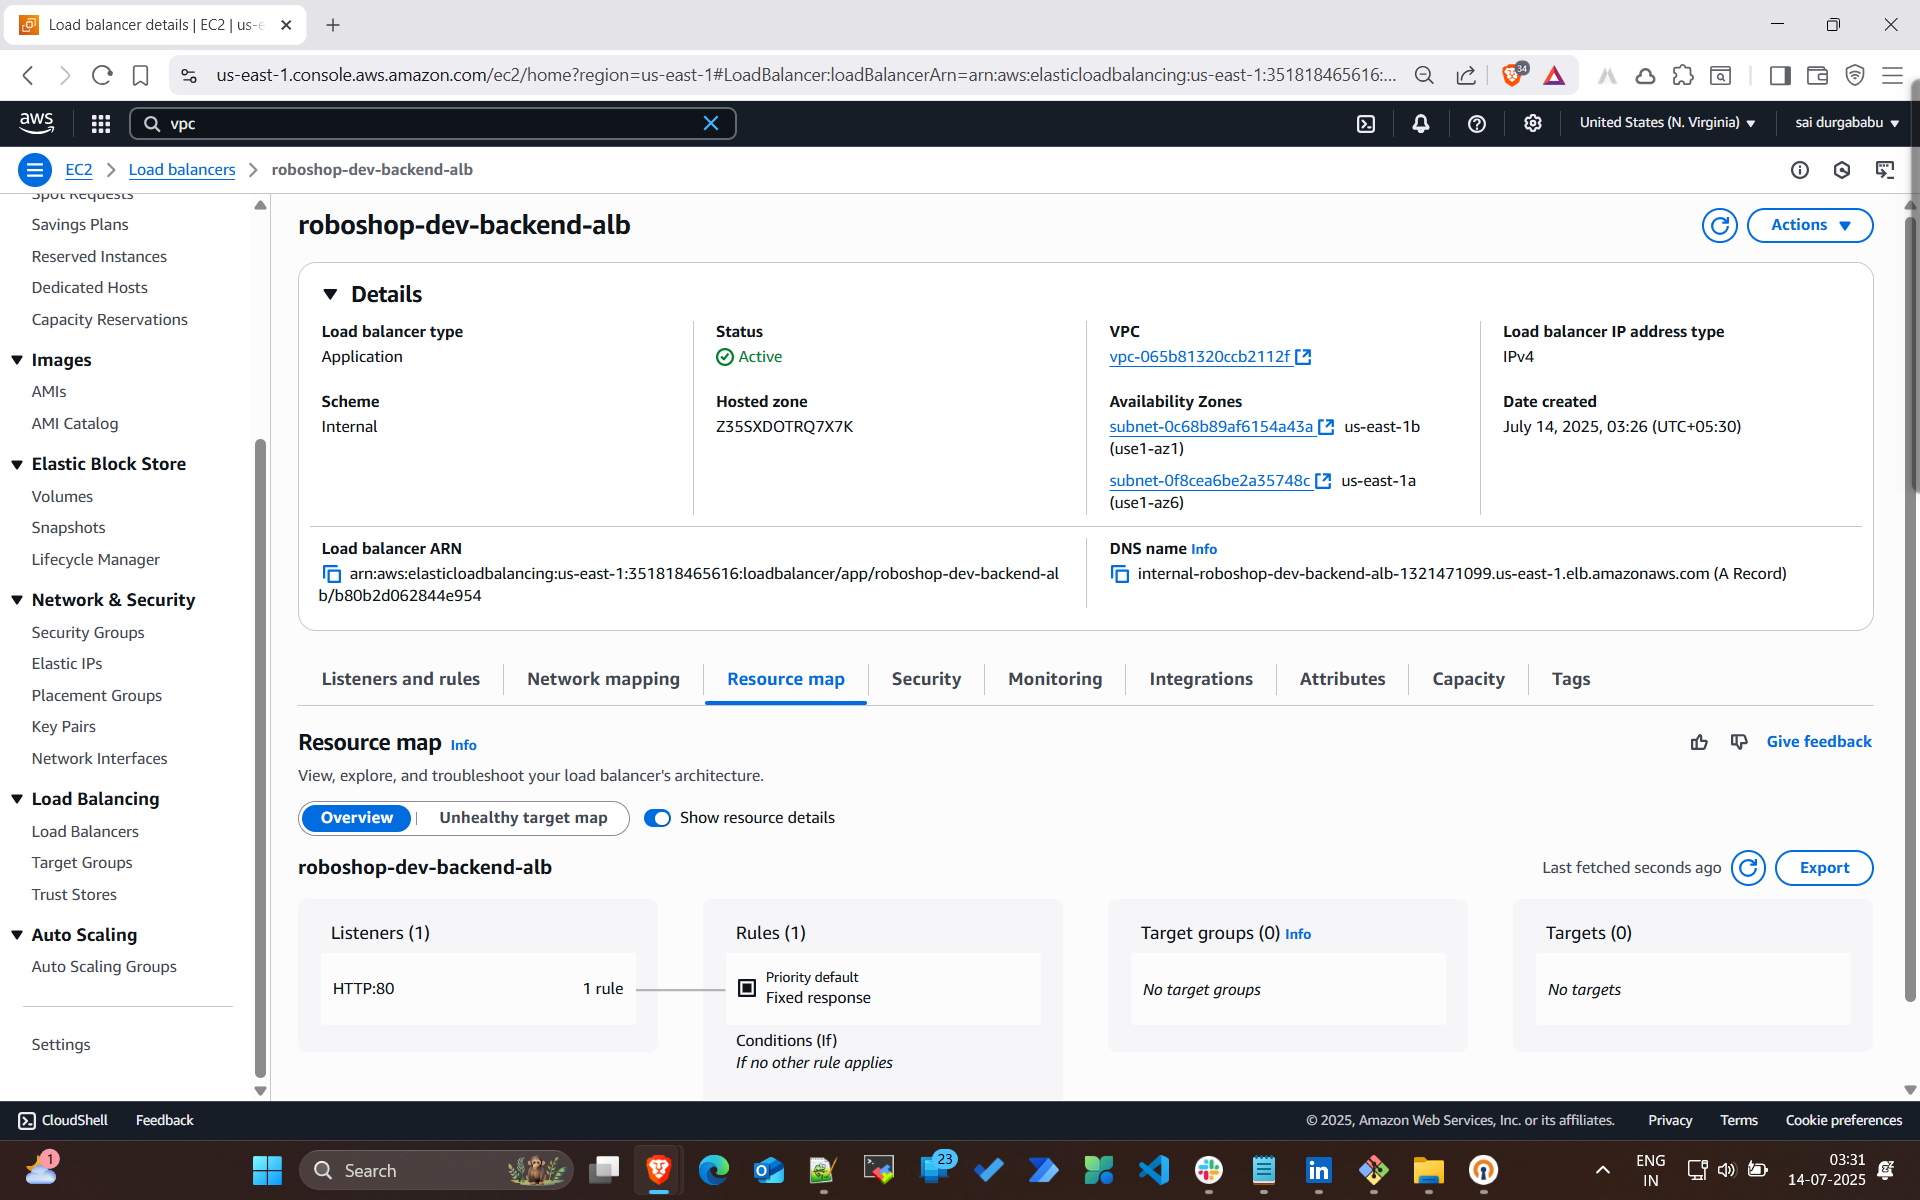 Load balancer details | EC2 | us-e
us-east-1.console.aws.amazon.com/ec2/home?region=us-east-1#LoadBalancer:loadBalancerArn=arn:aws:elasticloadbalancing:us-east-1:351818465616:...
34
aws
vpc
United States (N. Virginia)
sai durgababu
EC2
Load balancers
roboshop-dev-backend-alb
Spot Requests
Savings Plans
Reserved Instances
Dedicated Hosts
Capacity Reservations
Images
AMIs
AMI Catalog
Elastic Block Store
Volumes
Snapshots
Lifecycle Manager
Network & Security
Security Groups
Elastic IPs
Placement Groups
Key Pairs
Network Interfaces
Load Balancing
Load Balancers
Target Groups
Trust Stores
Auto Scaling
Auto Scaling Groups
Settings
roboshop-dev-backend-alb
Actions
Details
Load balancer type
Application
Status
Active
VPC
vpc-065b81320ccb2112f
Load balancer IP address type
IPv4
Scheme
Internal
Hosted zone
Z35SXDOTRQ7X7K
Availability Zones
subnet-0c68b89af6154a43a us-east-1b
(use1-az1)
subnet-0f8cea6be2a35748c us-east-1a
(use1-az6)
Date created
July 14, 2025, 03:26 (UTC+05:30)
Load balancer ARN
arn:aws:elasticloadbalancing:us-east-1:351818465616:loadbalancer/app/roboshop-dev-backend-al
b/b80b2d062844e954
DNS name Info
internal-roboshop-dev-backend-alb-1321471099.us-east-1.elb.amazonaws.com (A Record)
Listeners and rules
Network mapping
Resource map
Security
Monitoring
Integrations
Attributes
Capacity
Tags
Resource map Info
Give feedback
View, explore, and troubleshoot your load balancer's architecture.
Overview
Unhealthy target map
Show resource details
roboshop-dev-backend-alb
Last fetched seconds ago
Export
Listeners (1)
HTTP:80
1 rule
Rules (1)
Priority default
Fixed response
Conditions (If)
If no other rule applies
Target groups (0) Info
No target groups
Targets (0)
No targets
CloudShell
Feedback
© 2025, Amazon Web Services, Inc. or its affiliates.
Privacy
Terms
Cookie preferences
1
Search
23
ENG
IN
03:31
14-07-2025